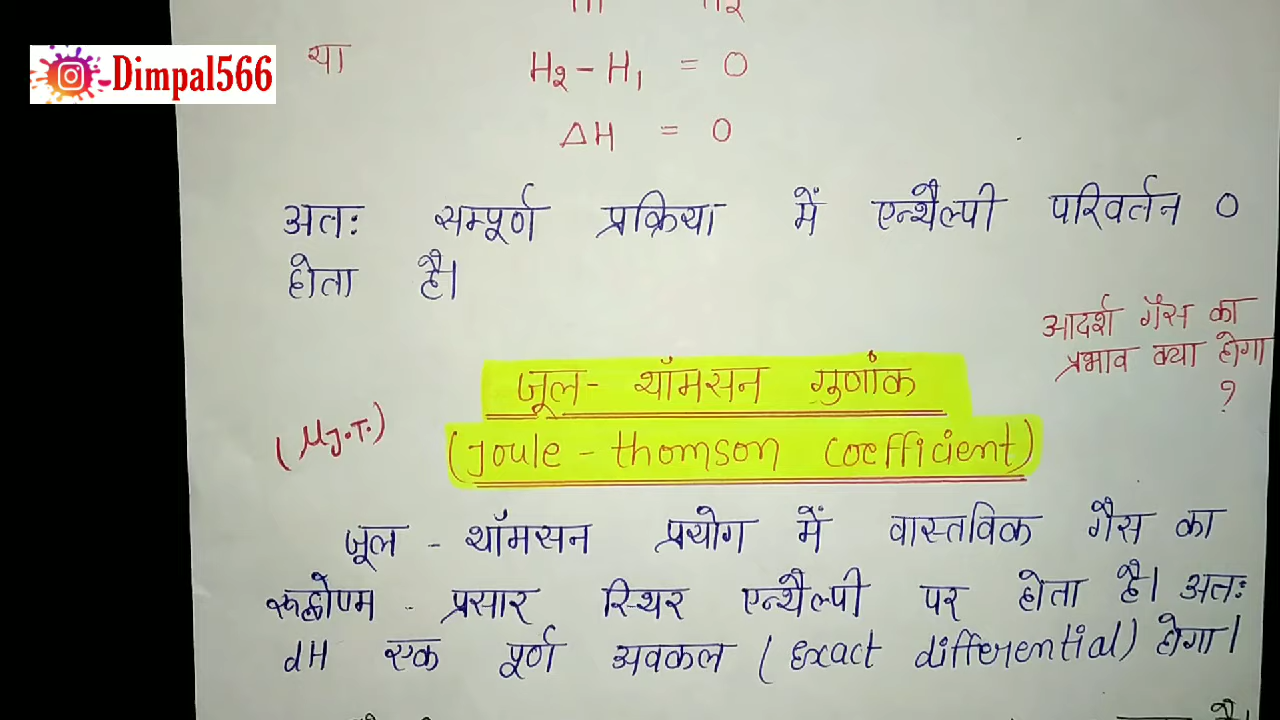 -Dimpal566
या H2 - H1 = 0
ΔH = 0
अतः सम्पूर्ण प्रक्रिया में एन्थैल्पी परिवर्तन 0
होता है।
आदर्श गैस का
प्रभाव क्या होगा
?
जूल - थॉमसन गुणांक
(μJ.T.) (Joule - thomson coefficient)
जूल - थॉमसन प्रयोग में वास्तविक गैस का
रूद्धोष्म - प्रसार स्थिर एन्थैल्पी पर होता है। अतः
dH एक पूर्ण अवकल (Exact differential) होगा।